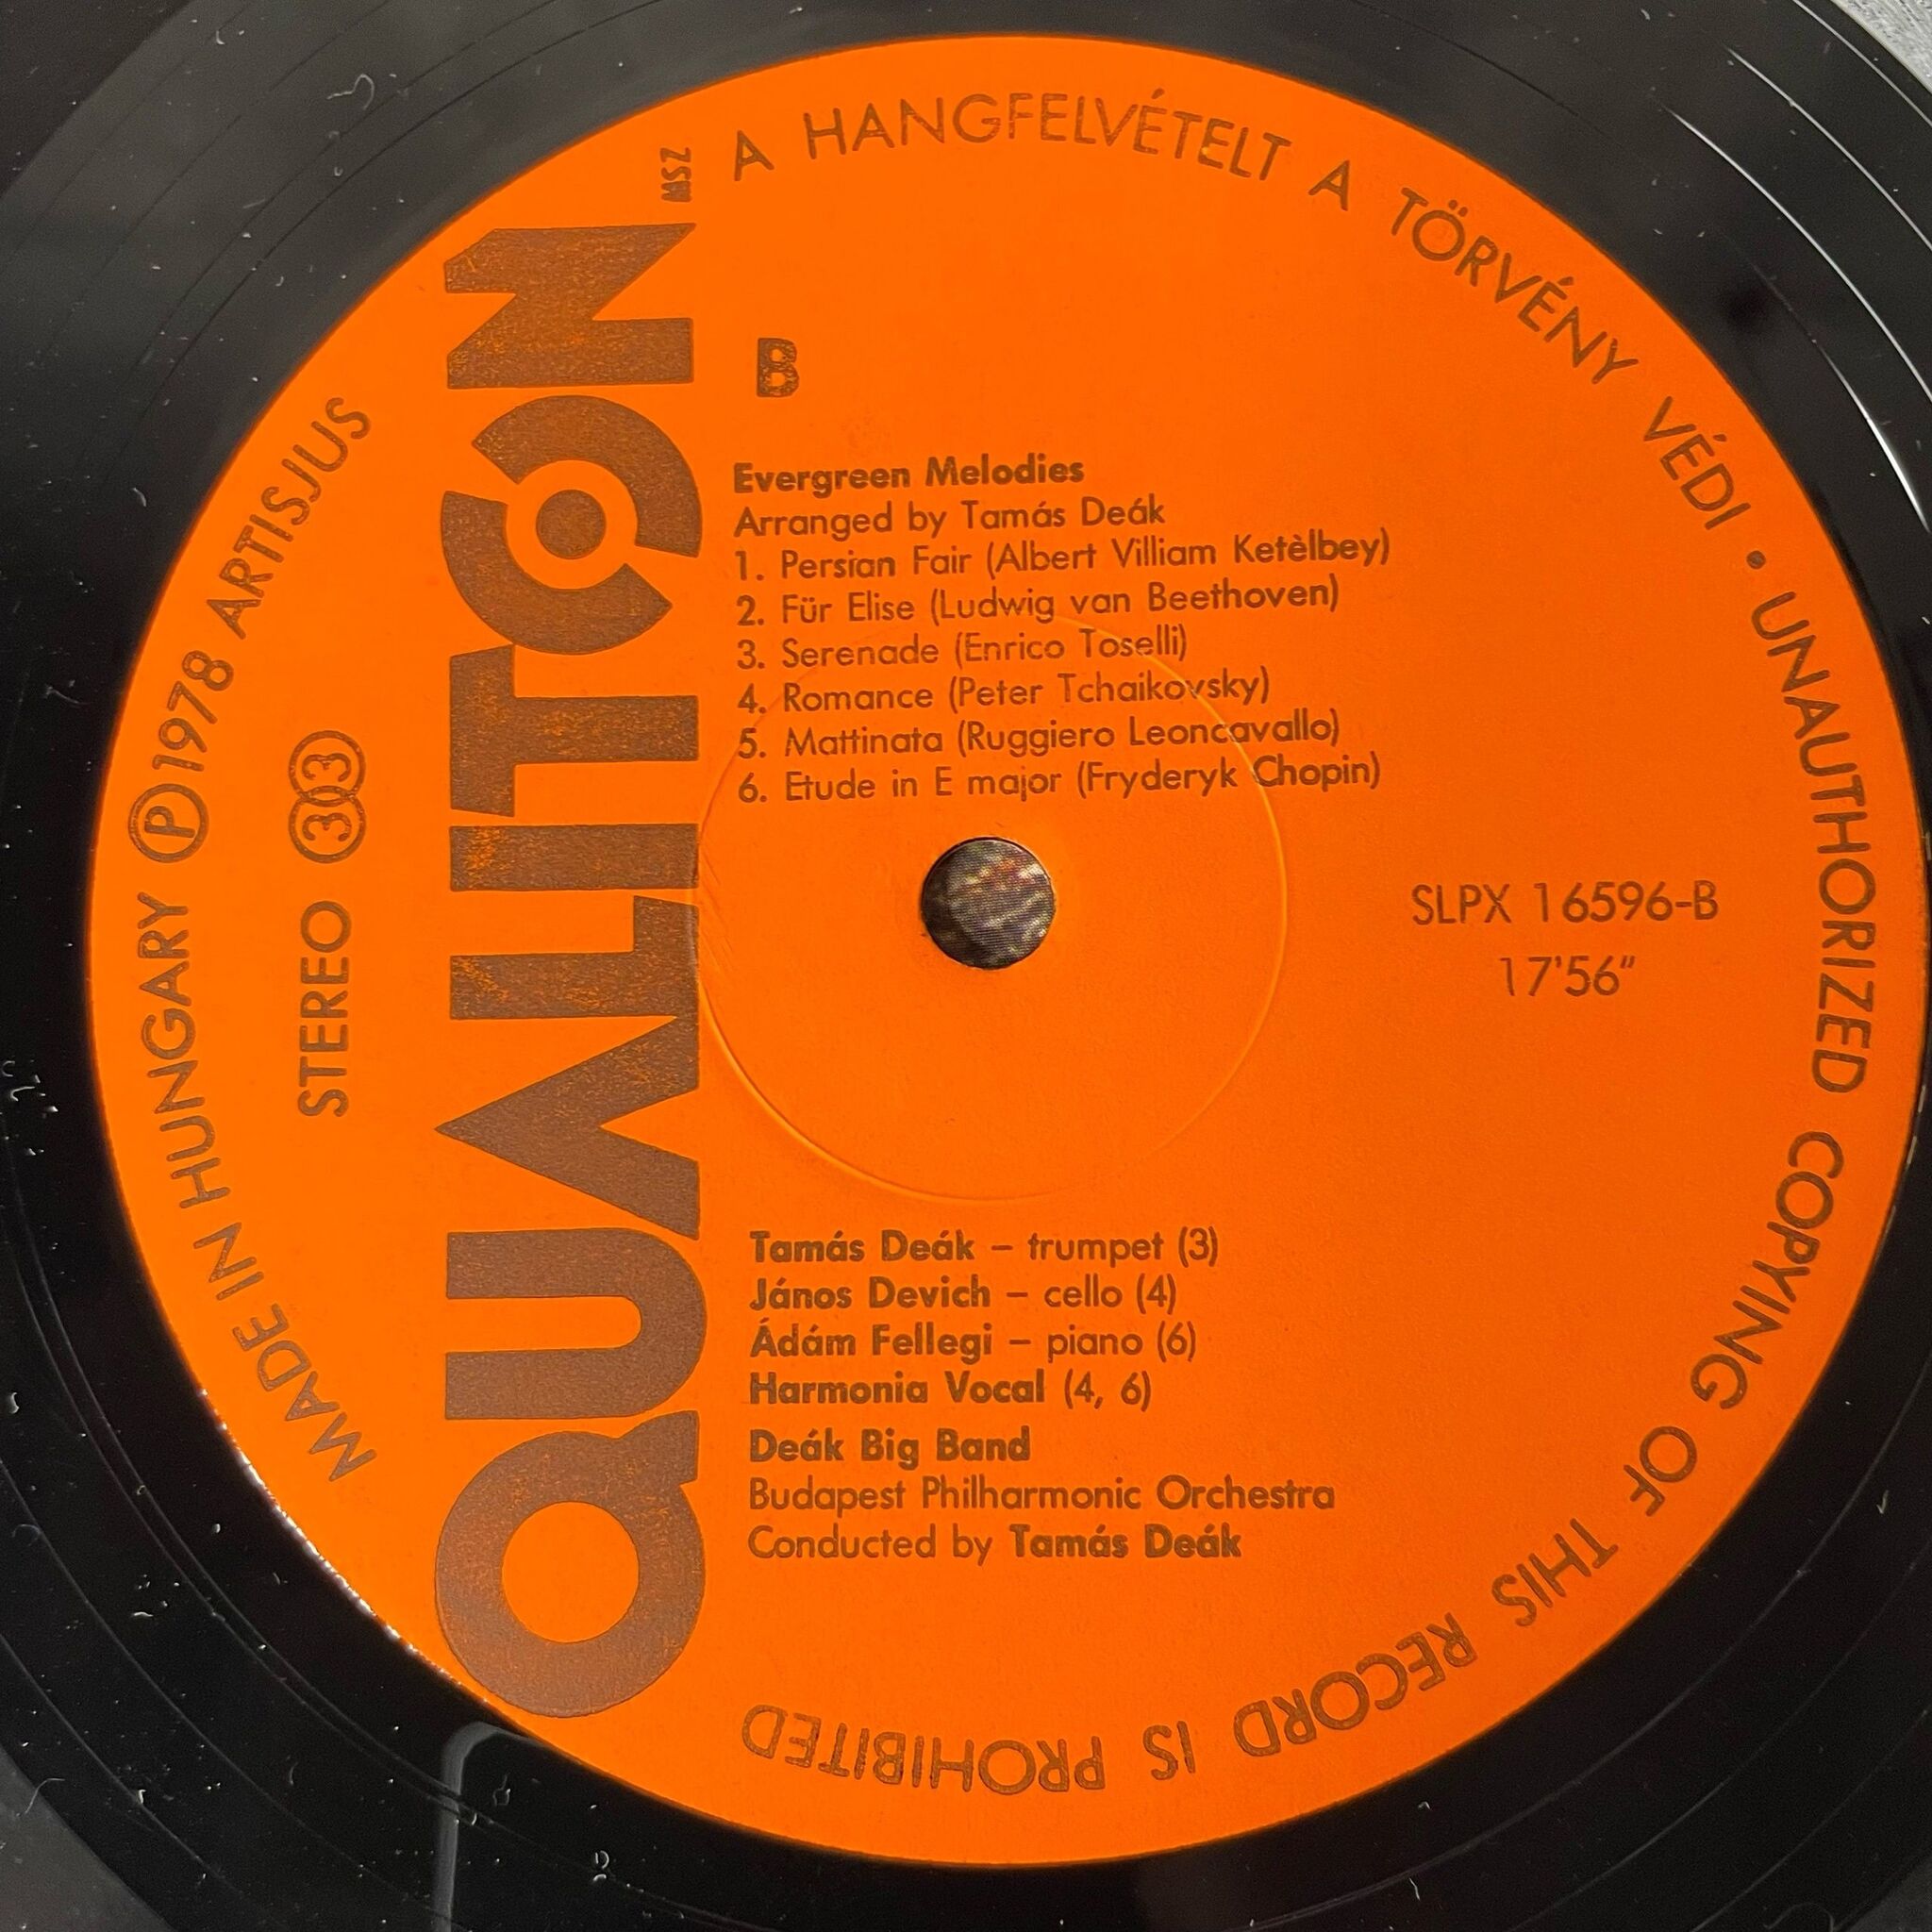 A HANGFELVÉTELT A TÖRVÉNY VÉDI • UNAUTHORIZED COPYING OF THIS RECORD IS PROHIBITED
MADE IN HUNGARY Ⓟ 1978 ARTISJUS
STEREO 33
QUALITON
MSZ
B
Evergreen Melodies
Arranged by Tamás Deák
1. Persian Fair (Albert Villiam Ketèlbey)
2. Für Elise (Ludwig van Beethoven)
3. Serenade (Enrico Toselli)
4. Romance (Peter Tchaikovsky)
5. Mattinata (Ruggiero Leoncavallo)
6. Etude in E major (Fryderyk Chopin)
SLPX 16596-B
17'56"
Tamás Deák – trumpet (3)
János Devich – cello (4)
Ádám Fellegi – piano (6)
Harmonia Vocal (4, 6)
Deák Big Band
Budapest Philharmonic Orchestra
Conducted by Tamás Deák